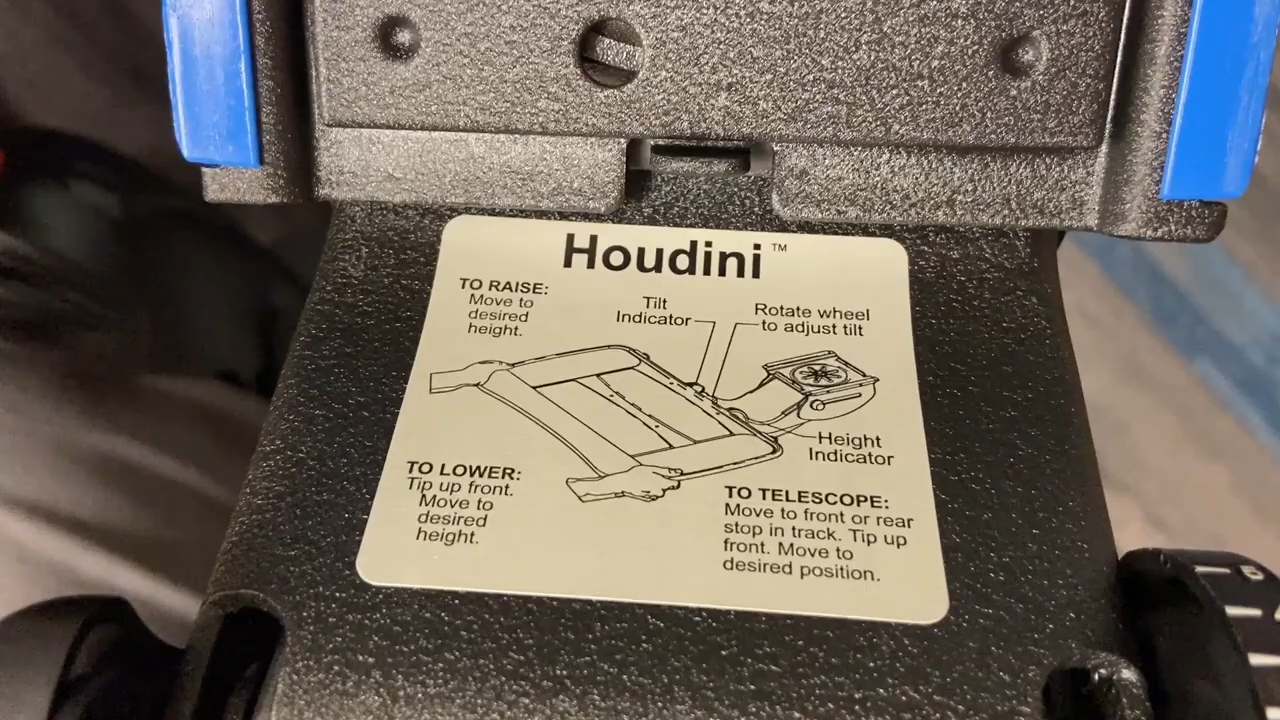 Houdini™
TO RAISE:
Move to
desired
height.
Tilt
Indicator
Rotate wheel
to adjust tilt
Height
Indicator
TO LOWER:
Tip up front.
Move to
desired
height.
TO TELESCOPE:
Move to front or rear
stop in track. Tip up
front. Move to
desired position.